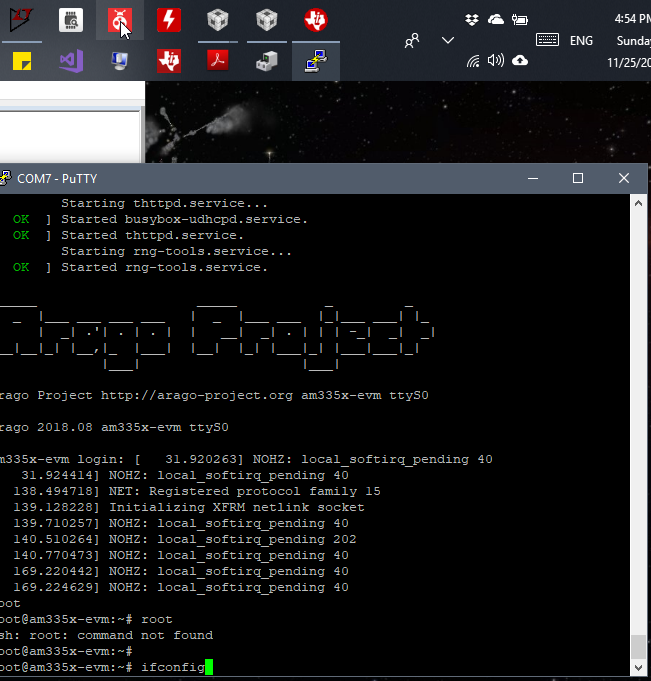 4:54 PM
ENG
Sunday
11/25/20
COM7 - PuTTY
Starting thttpd.service...
OK ] Started busybox-udhcpd.service.
OK ] Started thttpd.service.
Starting rng-tools.service...
OK ] Started rng-tools.service.
Arago Project
rago Project http://arago-project.org am335x-evm ttyS0
rago 2018.08 am335x-evm ttyS0
m335x-evm login: [   31.920263] NOHZ: local_softirq_pending 40
31.924414] NOHZ: local_softirq_pending 40
138.494718] NET: Registered protocol family 15
139.128228] Initializing XFRM netlink socket
139.710257] NOHZ: local_softirq_pending 40
140.510264] NOHZ: local_softirq_pending 202
140.770473] NOHZ: local_softirq_pending 40
169.220442] NOHZ: local_softirq_pending 40
169.224629] NOHZ: local_softirq_pending 40
oot
oot@am335x-evm:~# root
sh: root: command not found
oot@am335x-evm:~#
oot@am335x-evm:~# ifconfig